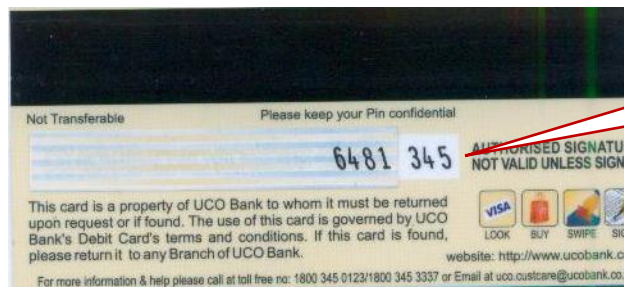 Not Transferable Please keep your Pin confidential
6481 345
AUTHORISED SIGNATU
NOT VALID UNLESS SIGN
This card is a property of UCO Bank to whom it must be returned
upon request or if found. The use of this card is governed by UCO
Bank's Debit Card's terms and conditions. If this card is found,
please return it to any Branch of UCO Bank.
VISA
LOOK BUY SWIPE SIG
website: http://www.ucobank.c
For more information & help please call at toll free no: 1800 345 0123/1800 345 3337 or Email at uco.custcare@ucobank.co.